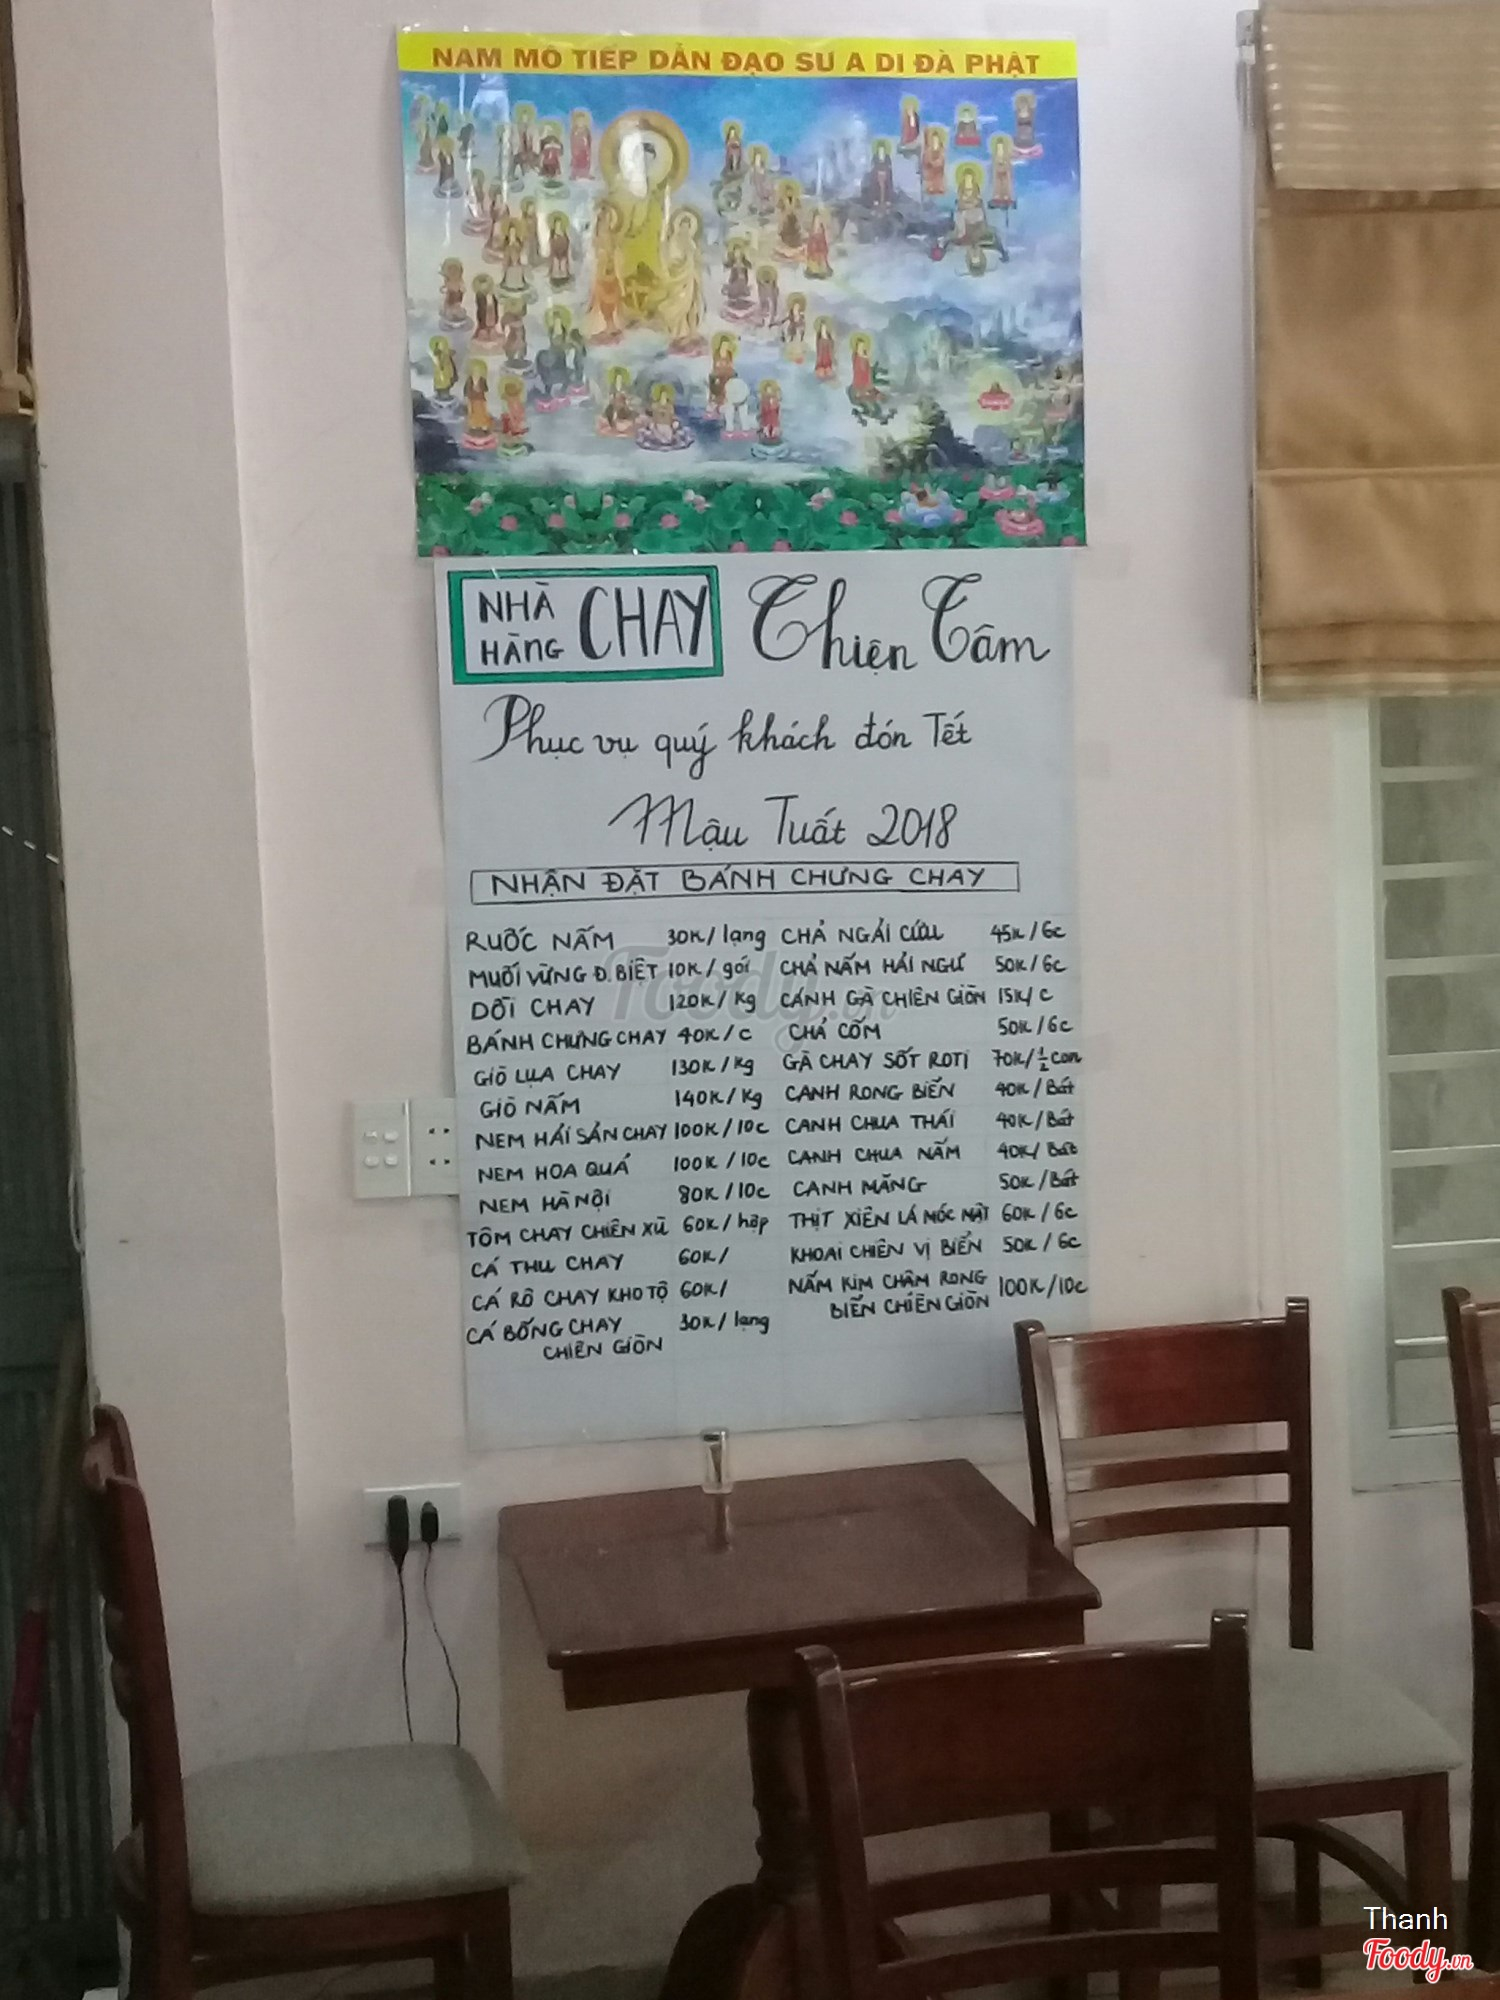 NAM MÔ TIẾP DẪN ĐẠO SƯ A DI ĐÀ PHẬT
NHÀ HÀNG CHAY Thiện Tâm
Phục vụ quý khách đón Tết
Mậu Tuất 2018
NHẬN ĐẶT BÁNH CHƯNG CHAY
RUỐC NẤM 30K/lạng
MUỐI VỪNG Đ.BIỆT 10K/gói
DỒI CHAY 120K/Kg
BÁNH CHƯNG CHAY 40K/C
GIÒ LỤA CHAY 130K/Kg
GIÒ NẤM 140K/Kg
NEM HẢI SẢN CHAY 100K/10c
NEM HOA QUẢ 100K/10c
NEM HÀ NỘI 80K/10c
TÔM CHAY CHIÊN XÙ 60K/hộp
CÁ THU CHAY 60K/
CÁ RÔ CHAY KHO TỘ 60K/
CÁ BỐNG CHAY 30K/lạng
CHIÊN GIÒN
CHẢ NGẢI CỨU 45K/6c
CHẢ NẤM HẢI NGƯ 50K/6c
CÁNH GÀ CHIÊN GIÒN 15K/C
CHẢ CỐM 50K/6c
GÀ CHAY SỐT ROTI 70K/½ con
CANH RONG BIỂN 40K/Bát
CANH CHUA THÁI 40K/Bát
CANH CHUA NẤM 40K/Bát
CANH MĂNG 50K/Bát
THỊT XIÊN LÁ MÓC MẬT 60K/6c
KHOAI CHIÊN VỊ BIỂN 50K/6c
NẤM KIM CHÂM RONG 100K/10c
BIỂN CHIÊN GIÒN
Foody.vn
Thanh
Foody.vn